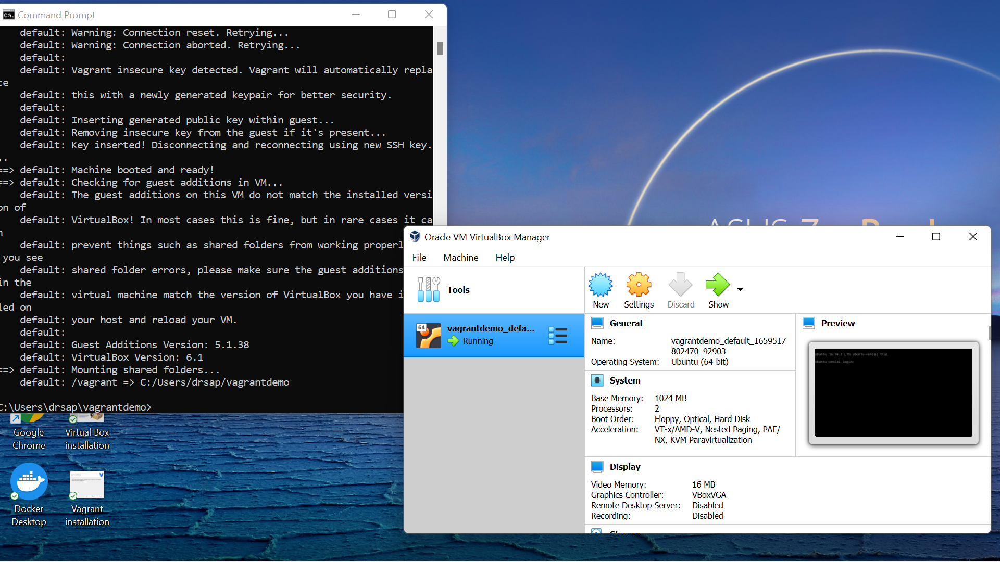 Command Prompt
default: Warning: Connection reset. Retrying...
default: Warning: Connection aborted. Retrying...
default:
default: Vagrant insecure key detected. Vagrant will automatically repla
ce
default: this with a newly generated keypair for better security.
default:
default: Inserting generated public key within guest...
default: Removing insecure key from the guest if it's present...
default: Key inserted! Disconnecting and reconnecting using new SSH key.
..
==> default: Machine booted and ready!
==> default: Checking for guest additions in VM...
default: The guest additions on this VM do not match the installed versi
on of
default: VirtualBox! In most cases this is fine, but in rare cases it ca
n
default: prevent things such as shared folders from working properl
you see
default: shared folder errors, please make sure the guest additions
in the
default: virtual machine match the version of VirtualBox you have i
led on
default: your host and reload your VM.
default:
default: Guest Additions Version: 5.1.38
default: VirtualBox Version: 6.1
==> default: Mounting shared folders...
default: /vagrant => C:/Users/drsap/vagrantdemo
C:\Users\drsap\vagrantdemo>
Google
Chrome
Virtual Box
installation
Docker
Desktop
Vagrant
installation
Oracle VM VirtualBox Manager
File Machine Help
Tools
New Settings Discard Show
64
vagrantdemo_defa...
Running
General
Name: vagrantdemo_default_1659517
802470_92903
Operating System: Ubuntu (64-bit)
System
Base Memory: 1024 MB
Processors: 2
Boot Order: Floppy, Optical, Hard Disk
Acceleration: VT-x/AMD-V, Nested Paging, PAE/
NX, KVM Paravirtualization
Preview
Display
Video Memory: 16 MB
Graphics Controller: VBoxVGA
Remote Desktop Server: Disabled
Recording: Disabled